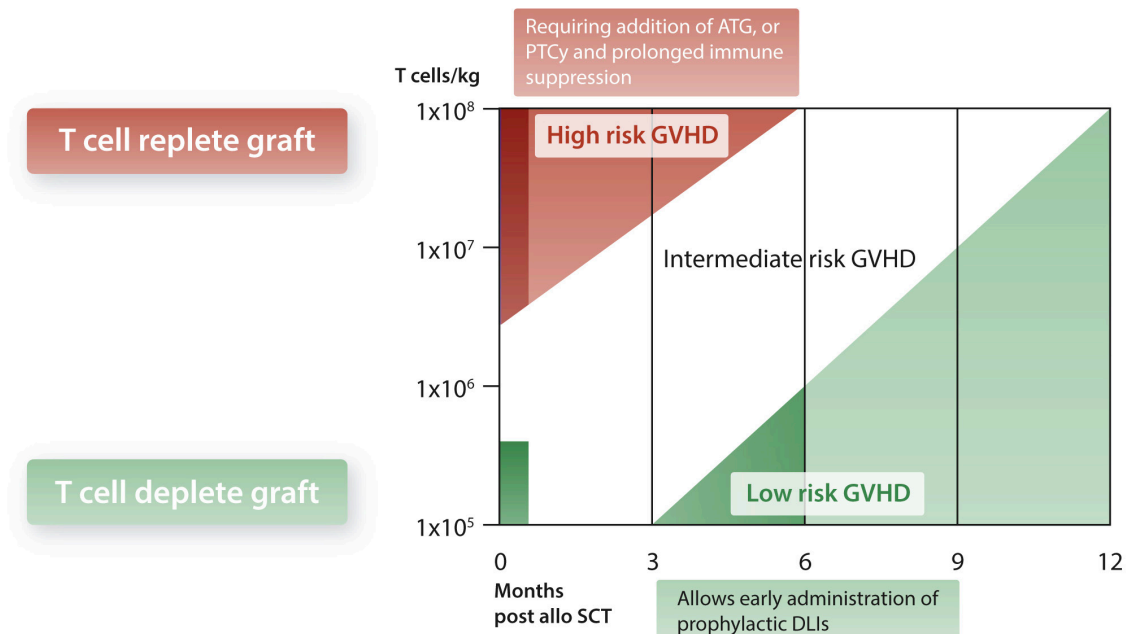 Requiring addition of ATG, or
PTCy and prolonged immune
suppression
T cells/kg
1x10⁸
T cell replete graft
High risk GVHD
1x10⁷
Intermediate risk GVHD
1x10⁶
T cell deplete graft
Low risk GVHD
1x10⁵
0 3 6 9 12
Months
post allo SCT
Allows early administration of
prophylactic DLIs